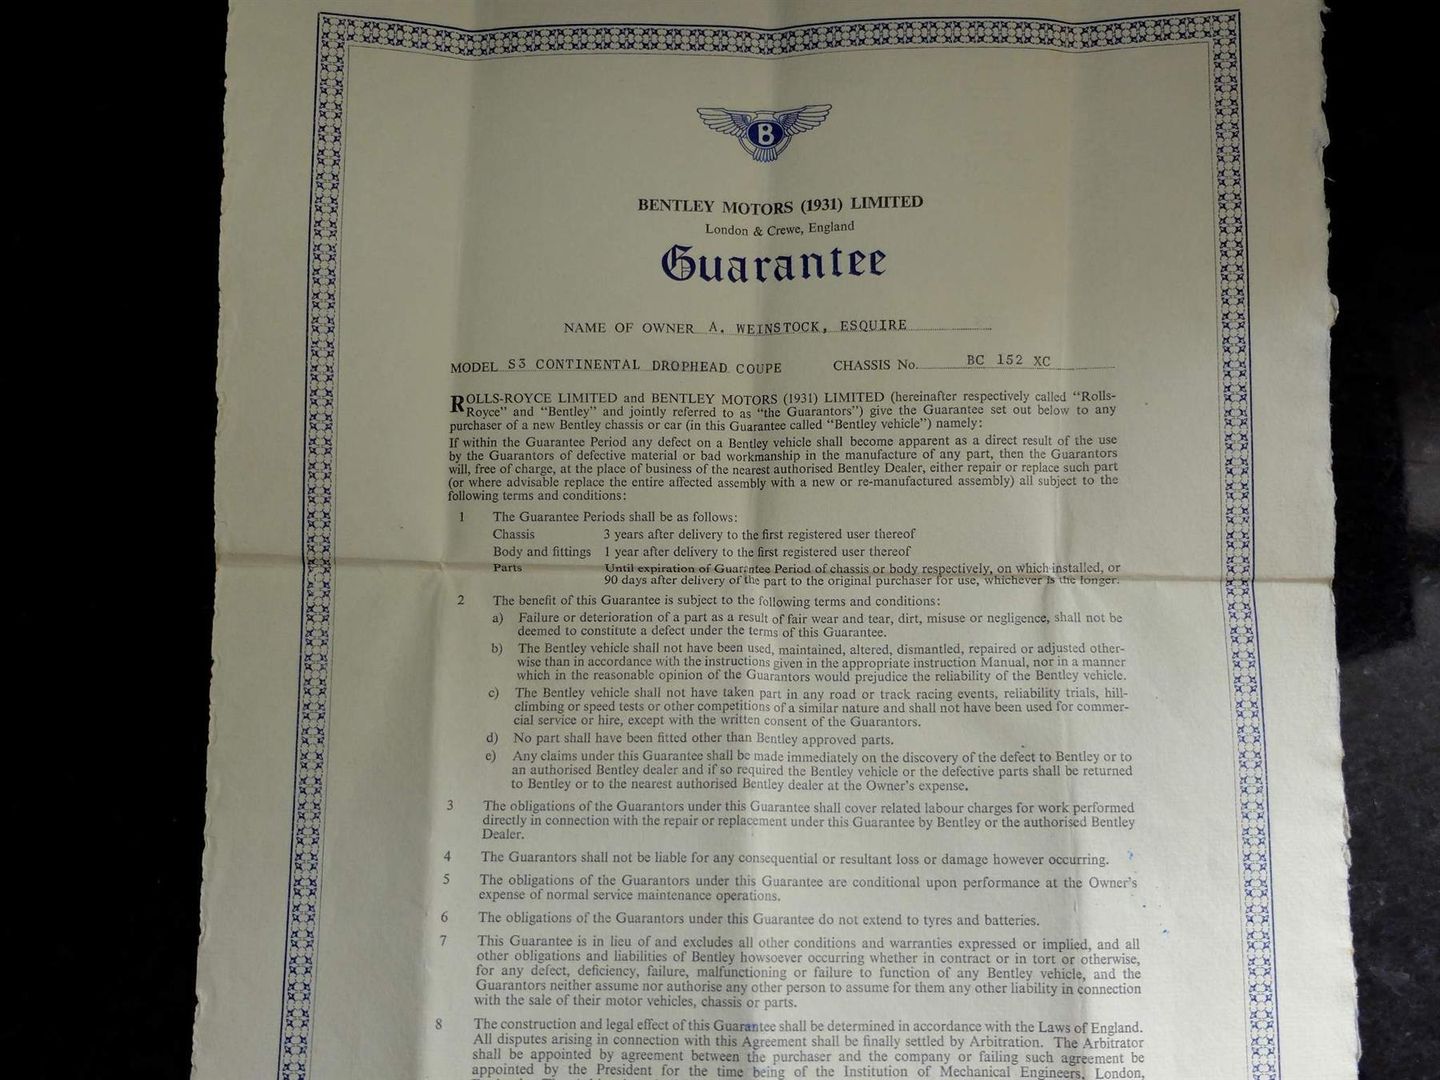 B
BENTLEY MOTORS (1931) LIMITED
London & Crewe, England
Guarantee
NAME OF OWNER A. WEINSTOCK, ESQUIRE
MODEL S3 CONTINENTAL DROPHEAD COUPE CHASSIS No. BC 152 XC
ROLLS-ROYCE LIMITED and BENTLEY MOTORS (1931) LIMITED (hereinafter respectively called "Rolls-
Royce" and "Bentley" and jointly referred to as "the Guarantors") give the Guarantee set out below to any
purchaser of a new Bentley chassis or car (in this Guarantee called "Bentley vehicle") namely:
If within the Guarantee Period any defect on a Bentley vehicle shall become apparent as a direct result of the use
by the Guarantors of defective material or bad workmanship in the manufacture of any part, then the Guarantors
will, free of charge, at the place of business of the nearest authorised Bentley Dealer, either repair or replace such part
(or where advisable replace the entire affected assembly with a new or re-manufactured assembly) all subject to the
following terms and conditions:
1 The Guarantee Periods shall be as follows:
Chassis 3 years after delivery to the first registered user thereof
Body and fittings 1 year after delivery to the first registered user thereof
Parts Until expiration of Guarantee Period of chassis or body respectively, on which installed, or
90 days after delivery of the part to the original purchaser for use, whichever is the longer.
2 The benefit of this Guarantee is subject to the following terms and conditions:
a) Failure or deterioration of a part as a result of fair wear and tear, dirt, misuse or negligence, shall not be
deemed to constitute a defect under the terms of this Guarantee.
b) The Bentley vehicle shall not have been used, maintained, altered, dismantled, repaired or adjusted other-
wise than in accordance with the instructions given in the appropriate instruction Manual, nor in a manner
which in the reasonable opinion of the Guarantors would prejudice the reliability of the Bentley vehicle.
c) The Bentley vehicle shall not have taken part in any road or track racing events, reliability trials, hill-
climbing or speed tests or other competitions of a similar nature and shall not have been used for commer-
cial service or hire, except with the written consent of the Guarantors.
d) No part shall have been fitted other than Bentley approved parts.
e) Any claims under this Guarantee shall be made immediately on the discovery of the defect to Bentley or to
an authorised Bentley dealer and if so required the Bentley vehicle or the defective parts shall be returned
to Bentley or to the nearest authorised Bentley dealer at the Owner's expense.
3 The obligations of the Guarantors under this Guarantee shall cover related labour charges for work performed
directly in connection with the repair or replacement under this Guarantee by Bentley or the authorised Bentley
Dealer.
4 The Guarantors shall not be liable for any consequential or resultant loss or damage however occurring.
5 The obligations of the Guarantors under this Guarantee are conditional upon performance at the Owner's
expense of normal service maintenance operations.
6 The obligations of the Guarantors under this Guarantee do not extend to tyres and batteries.
7 This Guarantee is in lieu of and excludes all other conditions and warranties expressed or implied, and all
other obligations and liabilities of Bentley howsoever occurring whether in contract or in tort or otherwise,
for any defect, deficiency, failure, malfunctioning or failure to function of any Bentley vehicle, and the
Guarantors neither assume nor authorise any other person to assume for them any other liability in connection
with the sale of their motor vehicles, chassis or parts.
8 The construction and legal effect of this Guarantee shall be determined in accordance with the Laws of England.
All disputes arising in connection with this Agreement shall be finally settled by Arbitration. The Arbitrator
shall be appointed by agreement between the purchaser and the company or failing such agreement be
appointed by the President for the time being of the Institution of Mechanical Engineers, London,